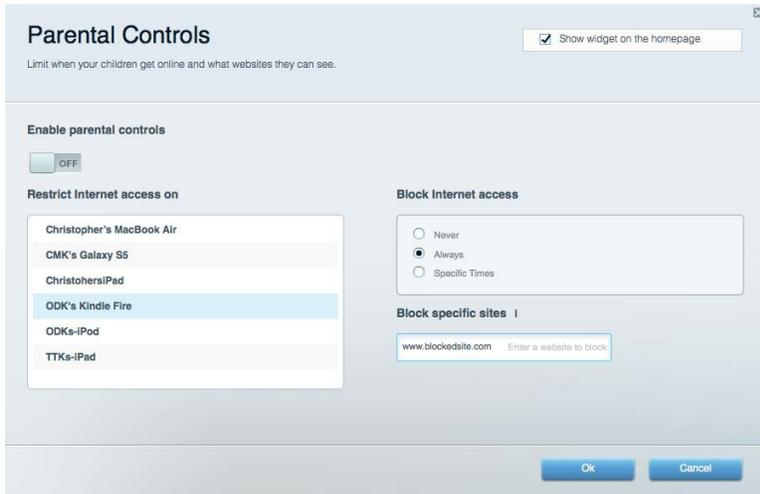 Parental Controls
Show widget on the homepage
Limit when your children get online and what websites they can see.
Enable parental controls
OFF
Restrict Internet access on
Christopher's MacBook Air
CMK's Galaxy S5
ChristohersiPad
ODK's Kindle Fire
ODKs-iPod
TTKs-iPad
Block Internet access
Never
Always
Specific Times
Block specific sites I
www.blockedsite.com Enter a website to block
Ok
Cancel